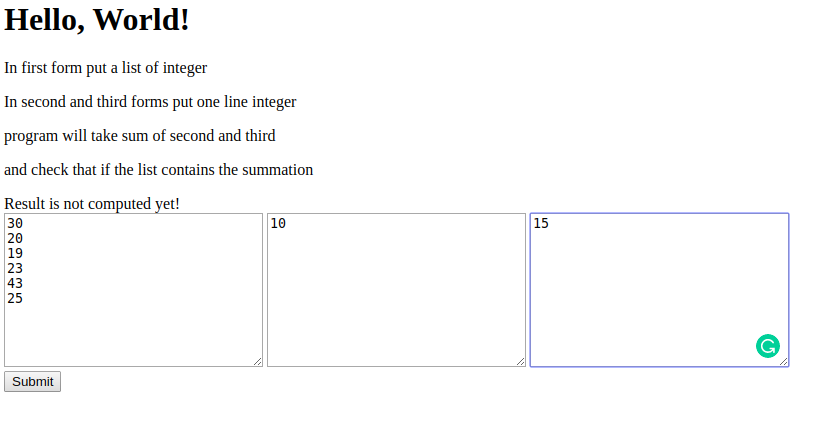 Hello, World!
In first form put a list of integer
In second and third forms put one line integer
program will take sum of second and third
and check that if the list contains the summation
Result is not computed yet!
30
20
19
23
43
25
10
15
Submit